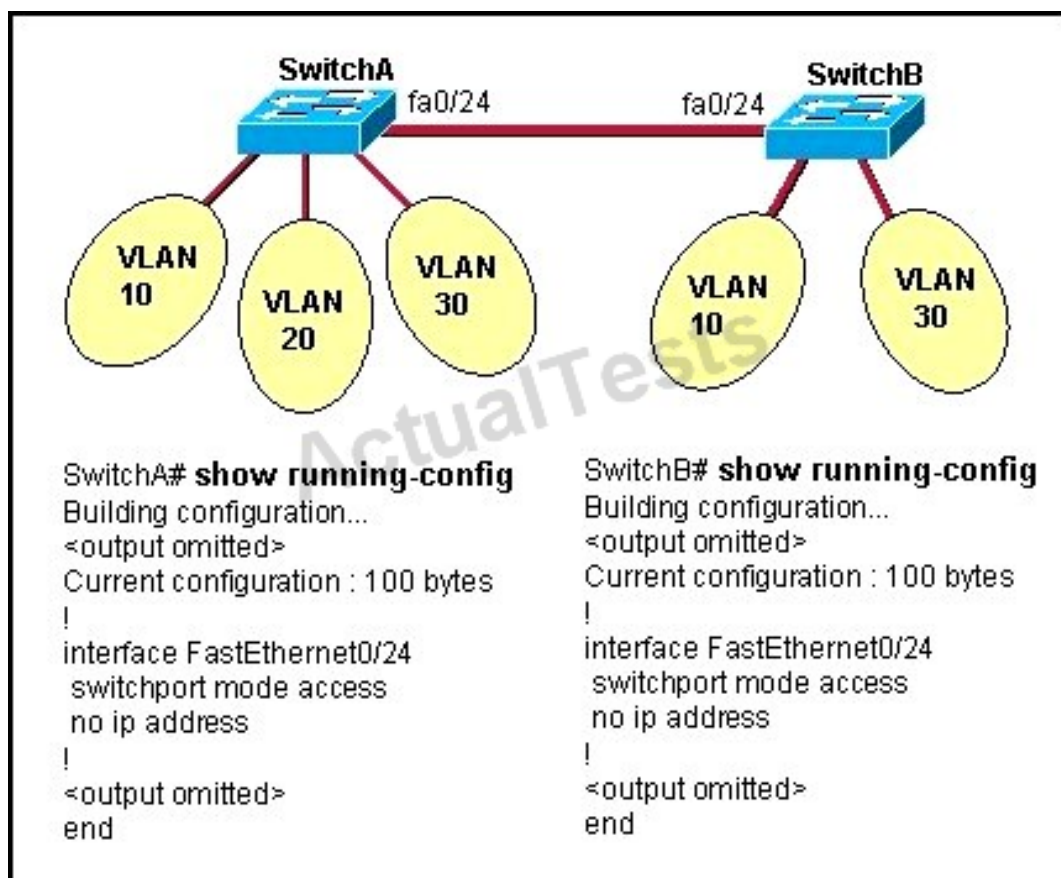 SwitchA
SwitchB
fa0/24
fa0/24
VLAN
10
VLAN
20
VLAN
30
VLAN
10
VLAN
30
ActualTests
SwitchA# show running-config
Building configuration...
<output omitted>
Current configuration : 100 bytes
!
interface FastEthernet0/24
switchport mode access
no ip address
!
<output omitted>
end
SwitchB# show running-config
Building configuration...
<output omitted>
Current configuration : 100 bytes
!
interface FastEthernet0/24
switchport mode access
no ip address
!
<output omitted>
end